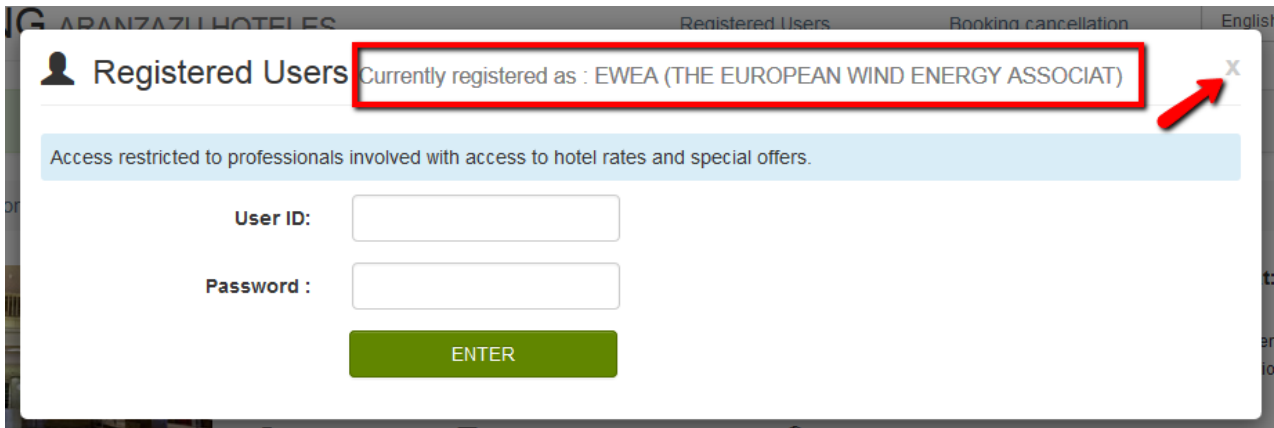 ARANZAZU HOTELES Registered Users Booking cancellation English
Registered Users Currently registered as : EWEA (THE EUROPEAN WIND ENERGY ASSOCIAT)
x
Access restricted to professionals involved with access to hotel rates and special offers.
User ID:
Password :
ENTER